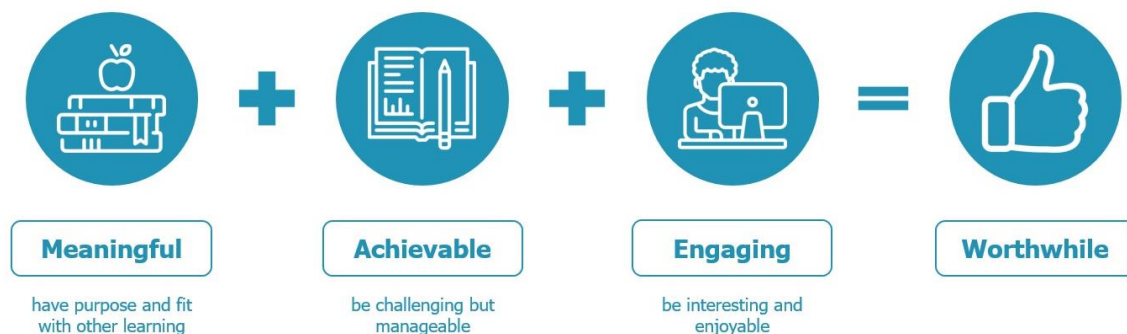 Meaningful
Achievable
Engaging
Worthwhile
have purpose and fit
with other learning
be challenging but
manageable
be interesting and
enjoyable